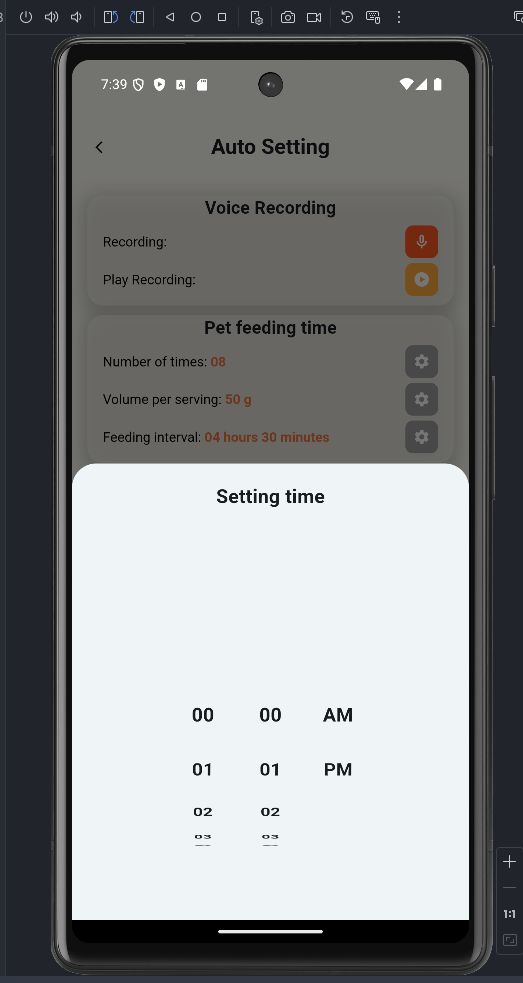 7:39
Auto Setting
Voice Recording
Recording:
Play Recording:
Pet feeding time
Number of times: 08
Volume per serving: 50 g
Feeding interval: 04 hours 30 minutes
Setting time
00 00 AM
01 01 PM
02 02
03 03
1:1